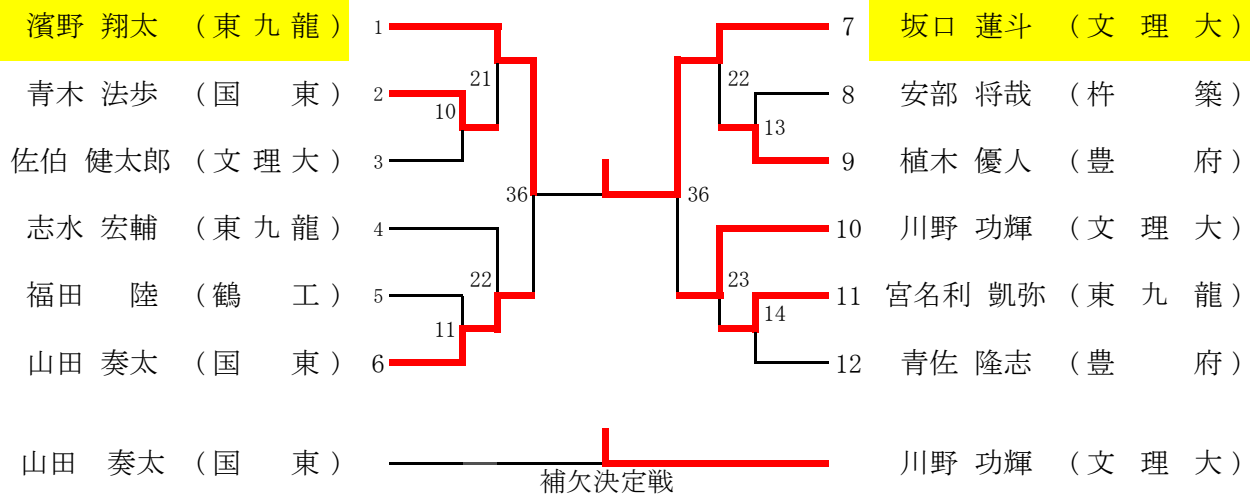 濱野 翔太 (東九龍) 1 7 坂口 蓮斗 (文理大)
21 22
青木 法歩 (国東) 2 8 安部 将哉 (杵築)
10 13
佐伯 健太郎 (文理大) 3 9 植木 優人 (豊府)
36 36
志水 宏輔 (東九龍) 4 10 川野 功輝 (文理大)
22 23
福田 陸 (鶴工) 5 11 宮名利 凱弥 (東九龍)
11 14
山田 奏太 (国東) 6 12 青佐 隆志 (豊府)
山田 奏太 (国東) 川野 功輝 (文理大)
補欠決定戦